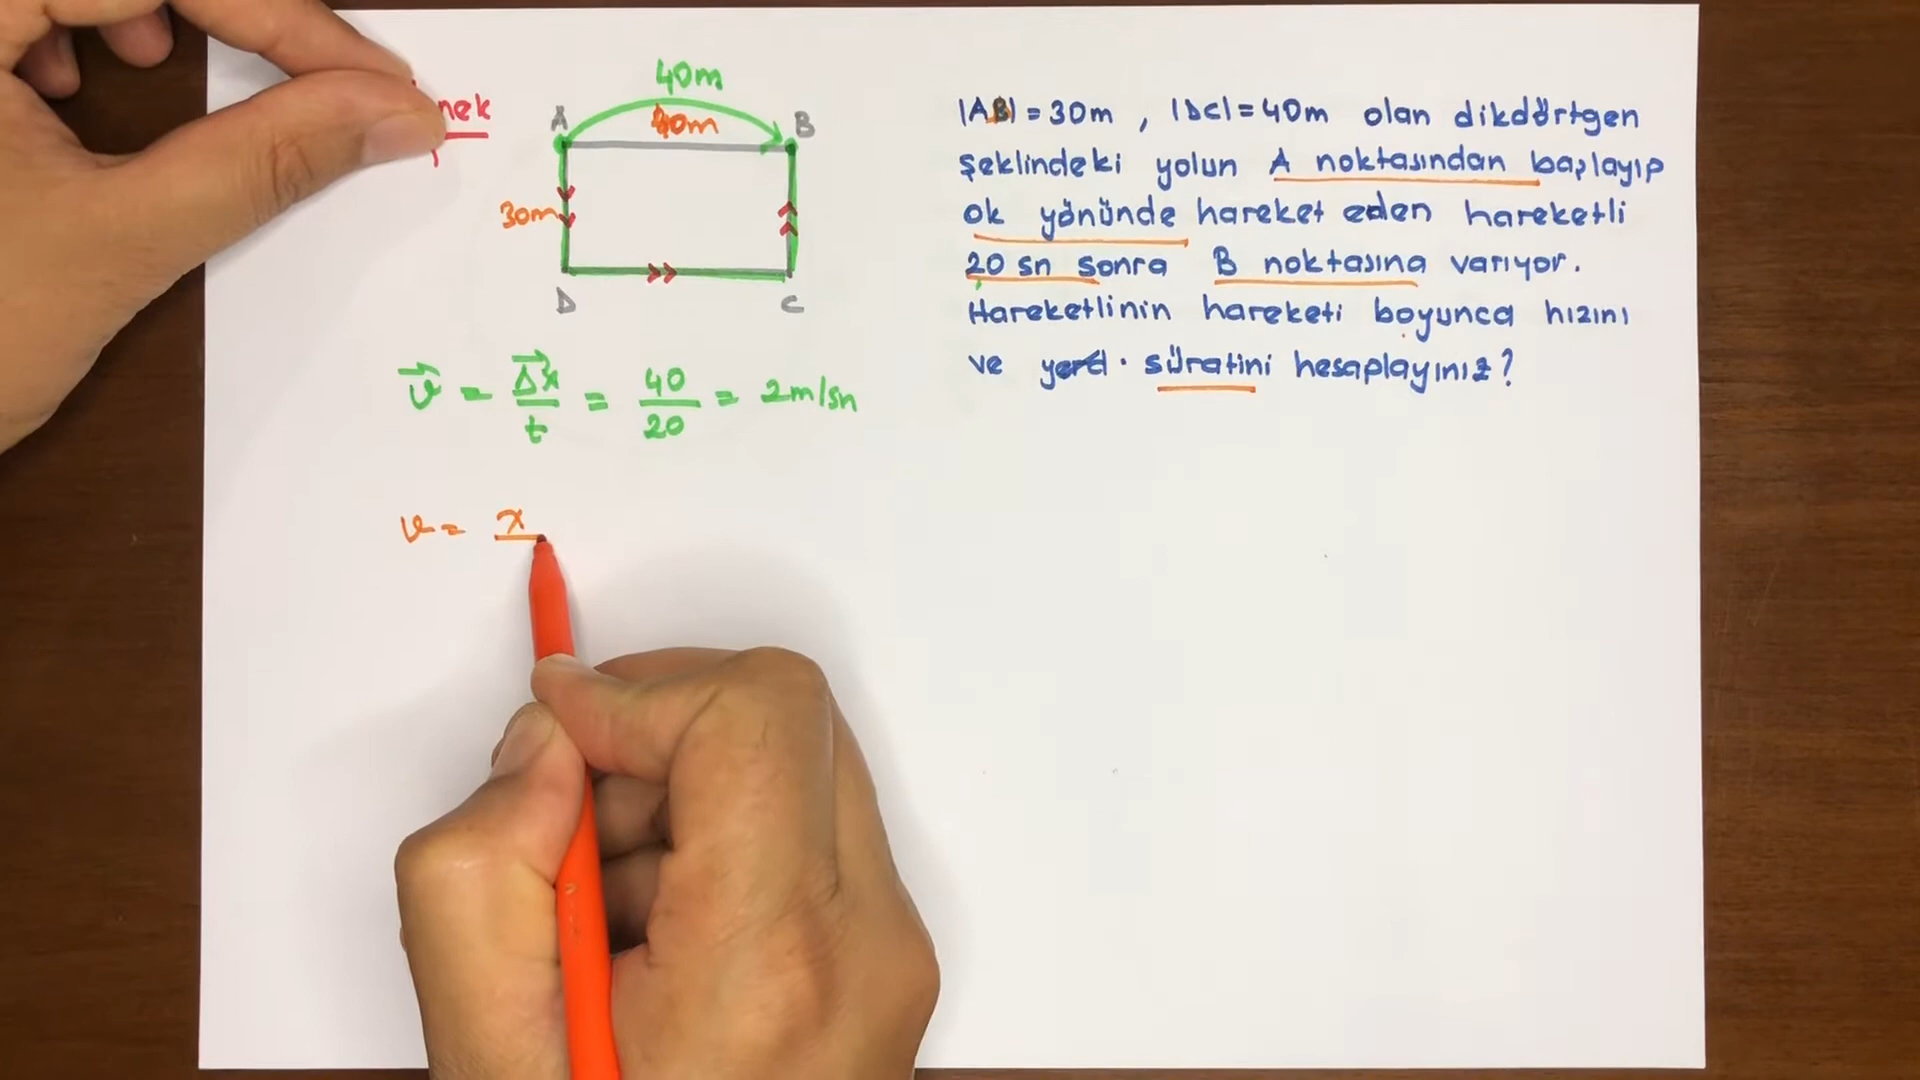 nek
40m
A
40m
B
30m
D
C
v = Δx / t = 40 / 20 = 2m/sn
v = x
|AB| = 30m , |DC| = 40m olan dikdörtgen
şeklindeki yolun A noktasından başlayıp
ok yönünde hareket eden hareketli
20 sn sonra B noktasına varıyor.
Hareketlinin hareketi boyunca hızını
ve süratini hesaplayınız?